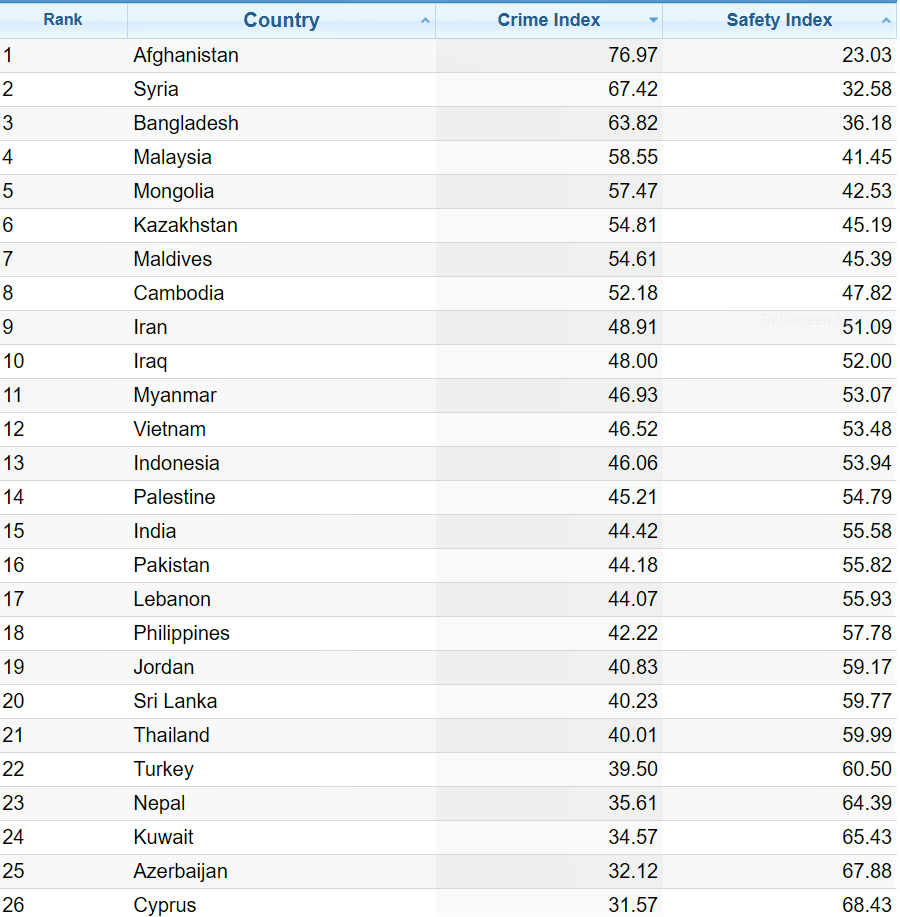 Rank Country Crime Index Safety Index
1 Afghanistan 76.97 23.03
2 Syria 67.42 32.58
3 Bangladesh 63.82 36.18
4 Malaysia 58.55 41.45
5 Mongolia 57.47 42.53
6 Kazakhstan 54.81 45.19
7 Maldives 54.61 45.39
8 Cambodia 52.18 47.82
9 Iran 48.91 51.09
10 Iraq 48.00 52.00
11 Myanmar 46.93 53.07
12 Vietnam 46.52 53.48
13 Indonesia 46.06 53.94
14 Palestine 45.21 54.79
15 India 44.42 55.58
16 Pakistan 44.18 55.82
17 Lebanon 44.07 55.93
18 Philippines 42.22 57.78
19 Jordan 40.83 59.17
20 Sri Lanka 40.23 59.77
21 Thailand 40.01 59.99
22 Turkey 39.50 60.50
23 Nepal 35.61 64.39
24 Kuwait 34.57 65.43
25 Azerbaijan 32.12 67.88
26 Cyprus 31.57 68.43